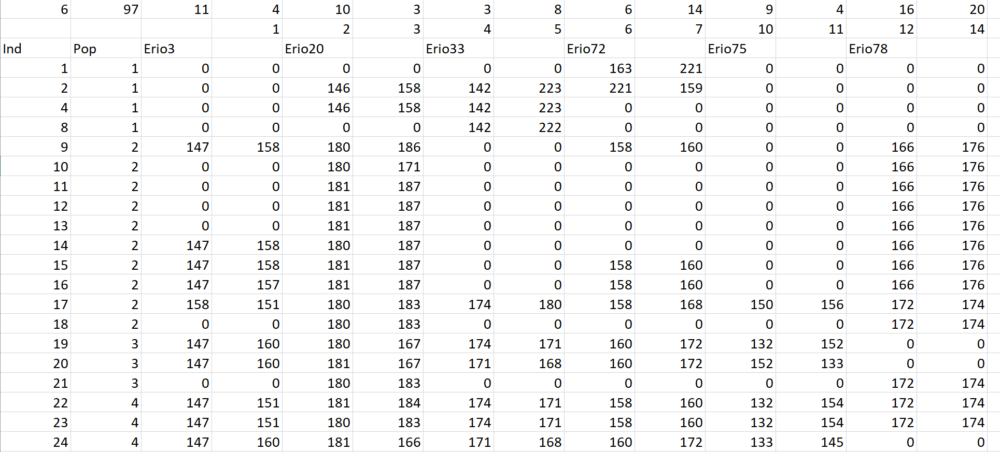 6 97 11 4 10 3 3 8 6 14 9 4 16 20
1 2 3 4 5 6 7 10 11 12 14
Ind Pop Erio3 Erio20 Erio33 Erio72 Erio75 Erio78
1 1 0 0 0 0 0 0 163 221 0 0 0 0
2 1 0 0 146 158 142 223 221 159 0 0 0 0
4 1 0 0 146 158 142 223 0 0 0 0 0 0
8 1 0 0 0 0 142 222 0 0 0 0 0 0
9 2 147 158 180 186 0 0 158 160 0 0 166 176
10 2 0 0 180 171 0 0 0 0 0 0 166 176
11 2 0 0 181 187 0 0 0 0 0 0 166 176
12 2 0 0 181 187 0 0 0 0 0 0 166 176
13 2 0 0 181 187 0 0 0 0 0 0 166 176
14 2 147 158 180 187 0 0 0 0 0 0 166 176
15 2 147 158 181 187 0 0 158 160 0 0 166 176
16 2 147 157 181 187 0 0 158 160 0 0 166 176
17 2 158 151 180 183 174 180 158 168 150 156 172 174
18 2 0 0 180 183 0 0 0 0 0 0 172 174
19 3 147 160 180 167 174 171 160 172 132 152 0 0
20 3 147 160 181 167 171 168 160 172 152 133 0 0
21 3 0 0 180 183 0 0 0 0 0 0 172 174
22 4 147 151 181 184 174 171 158 160 132 154 172 174
23 4 147 151 180 183 174 171 158 160 132 154 172 174
24 4 147 160 181 166 171 168 160 172 133 145 0 0